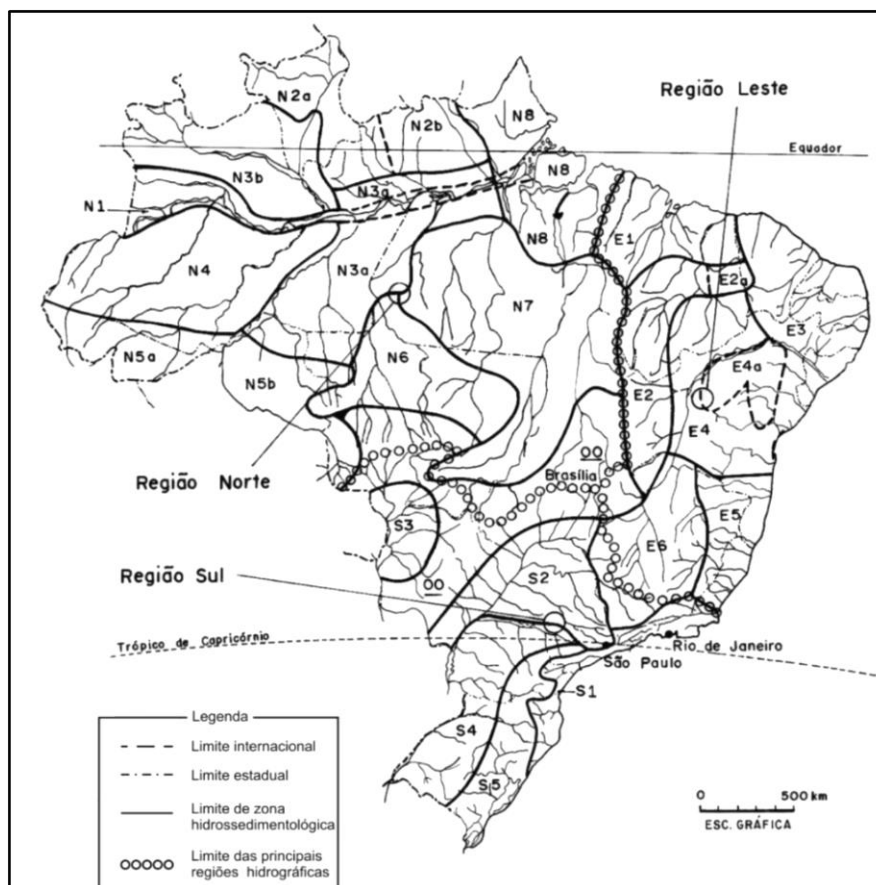 N2a
Região Leste
N8
N2b
Equador
N3b
N8
N3a
N1
E1
N8
N4
N3a
E2a
N7
E3
N5a
N6
E4a
N5b
E2
E4
00
Brasília
Região Norte
S3
E5
E6
Região Sul
00
S2
Trópico de Capricórnio
Rio de Janeiro
São Paulo
S1
Legenda
S4
Limite internacional
Limite estadual
S5
0 500 km
Limite de zona
hidrossedimentológica
ESC. GRÁFICA
Limite das principais
regiões hidrográficas